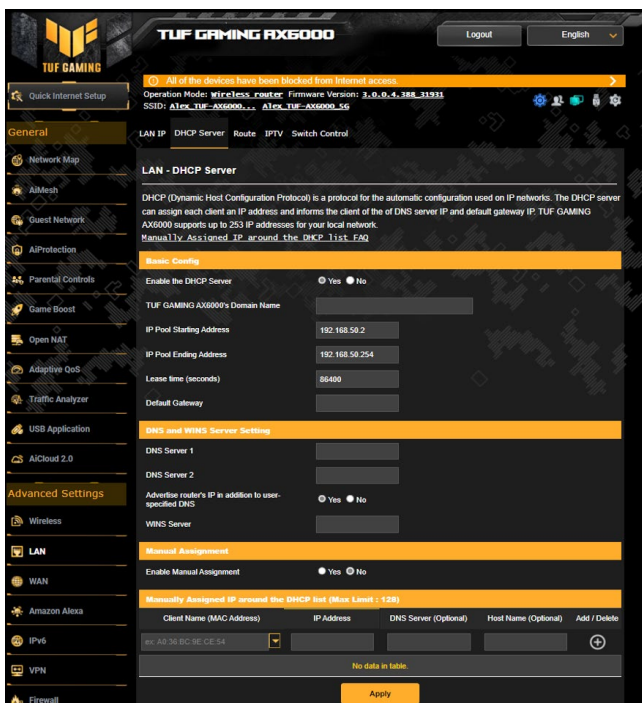 TUF GAMING
TUF GAMING AX6000
Logout
English
All of the devices have been blocked from Internet access.
Quick Internet Setup
Operation Mode: Wireless router Firmware Version: 3.0.0.4.388_31931
SSID: Alex_TUF-AX6000... Alex_TUF-AX6000_5G
General
Network Map
AiMesh
Guest Network
AiProtection
Parental Controls
Game Boost
Open NAT
Adaptive QoS
Traffic Analyzer
USB Application
AiCloud 2.0
Advanced Settings
Wireless
LAN
WAN
Amazon Alexa
IPv6
VPN
Firewall
LAN IP DHCP Server Route IPTV Switch Control
LAN - DHCP Server
DHCP (Dynamic Host Configuration Protocol) is a protocol for the automatic configuration used on IP networks. The DHCP server
can assign each client an IP address and informs the client of the of DNS server IP and default gateway IP. TUF GAMING
AX6000 supports up to 253 IP addresses for your local network.
Manually Assigned IP around the DHCP list FAQ
Basic Config
Enable the DHCP Server Yes No
TUF GAMING AX6000's Domain Name
IP Pool Starting Address 192.168.50.2
IP Pool Ending Address 192.168.50.254
Lease time (seconds) 86400
Default Gateway
DNS and WINS Server Setting
DNS Server 1
DNS Server 2
Advertise router's IP in addition to user-
specified DNS Yes No
WINS Server
Manual Assignment
Enable Manual Assignment Yes No
Manually Assigned IP around the DHCP list (Max Limit : 128)
Client Name (MAC Address) IP Address DNS Server (Optional) Host Name (Optional) Add / Delete
ex: A0:36:BC:9E:CE:54
No data in table.
Apply